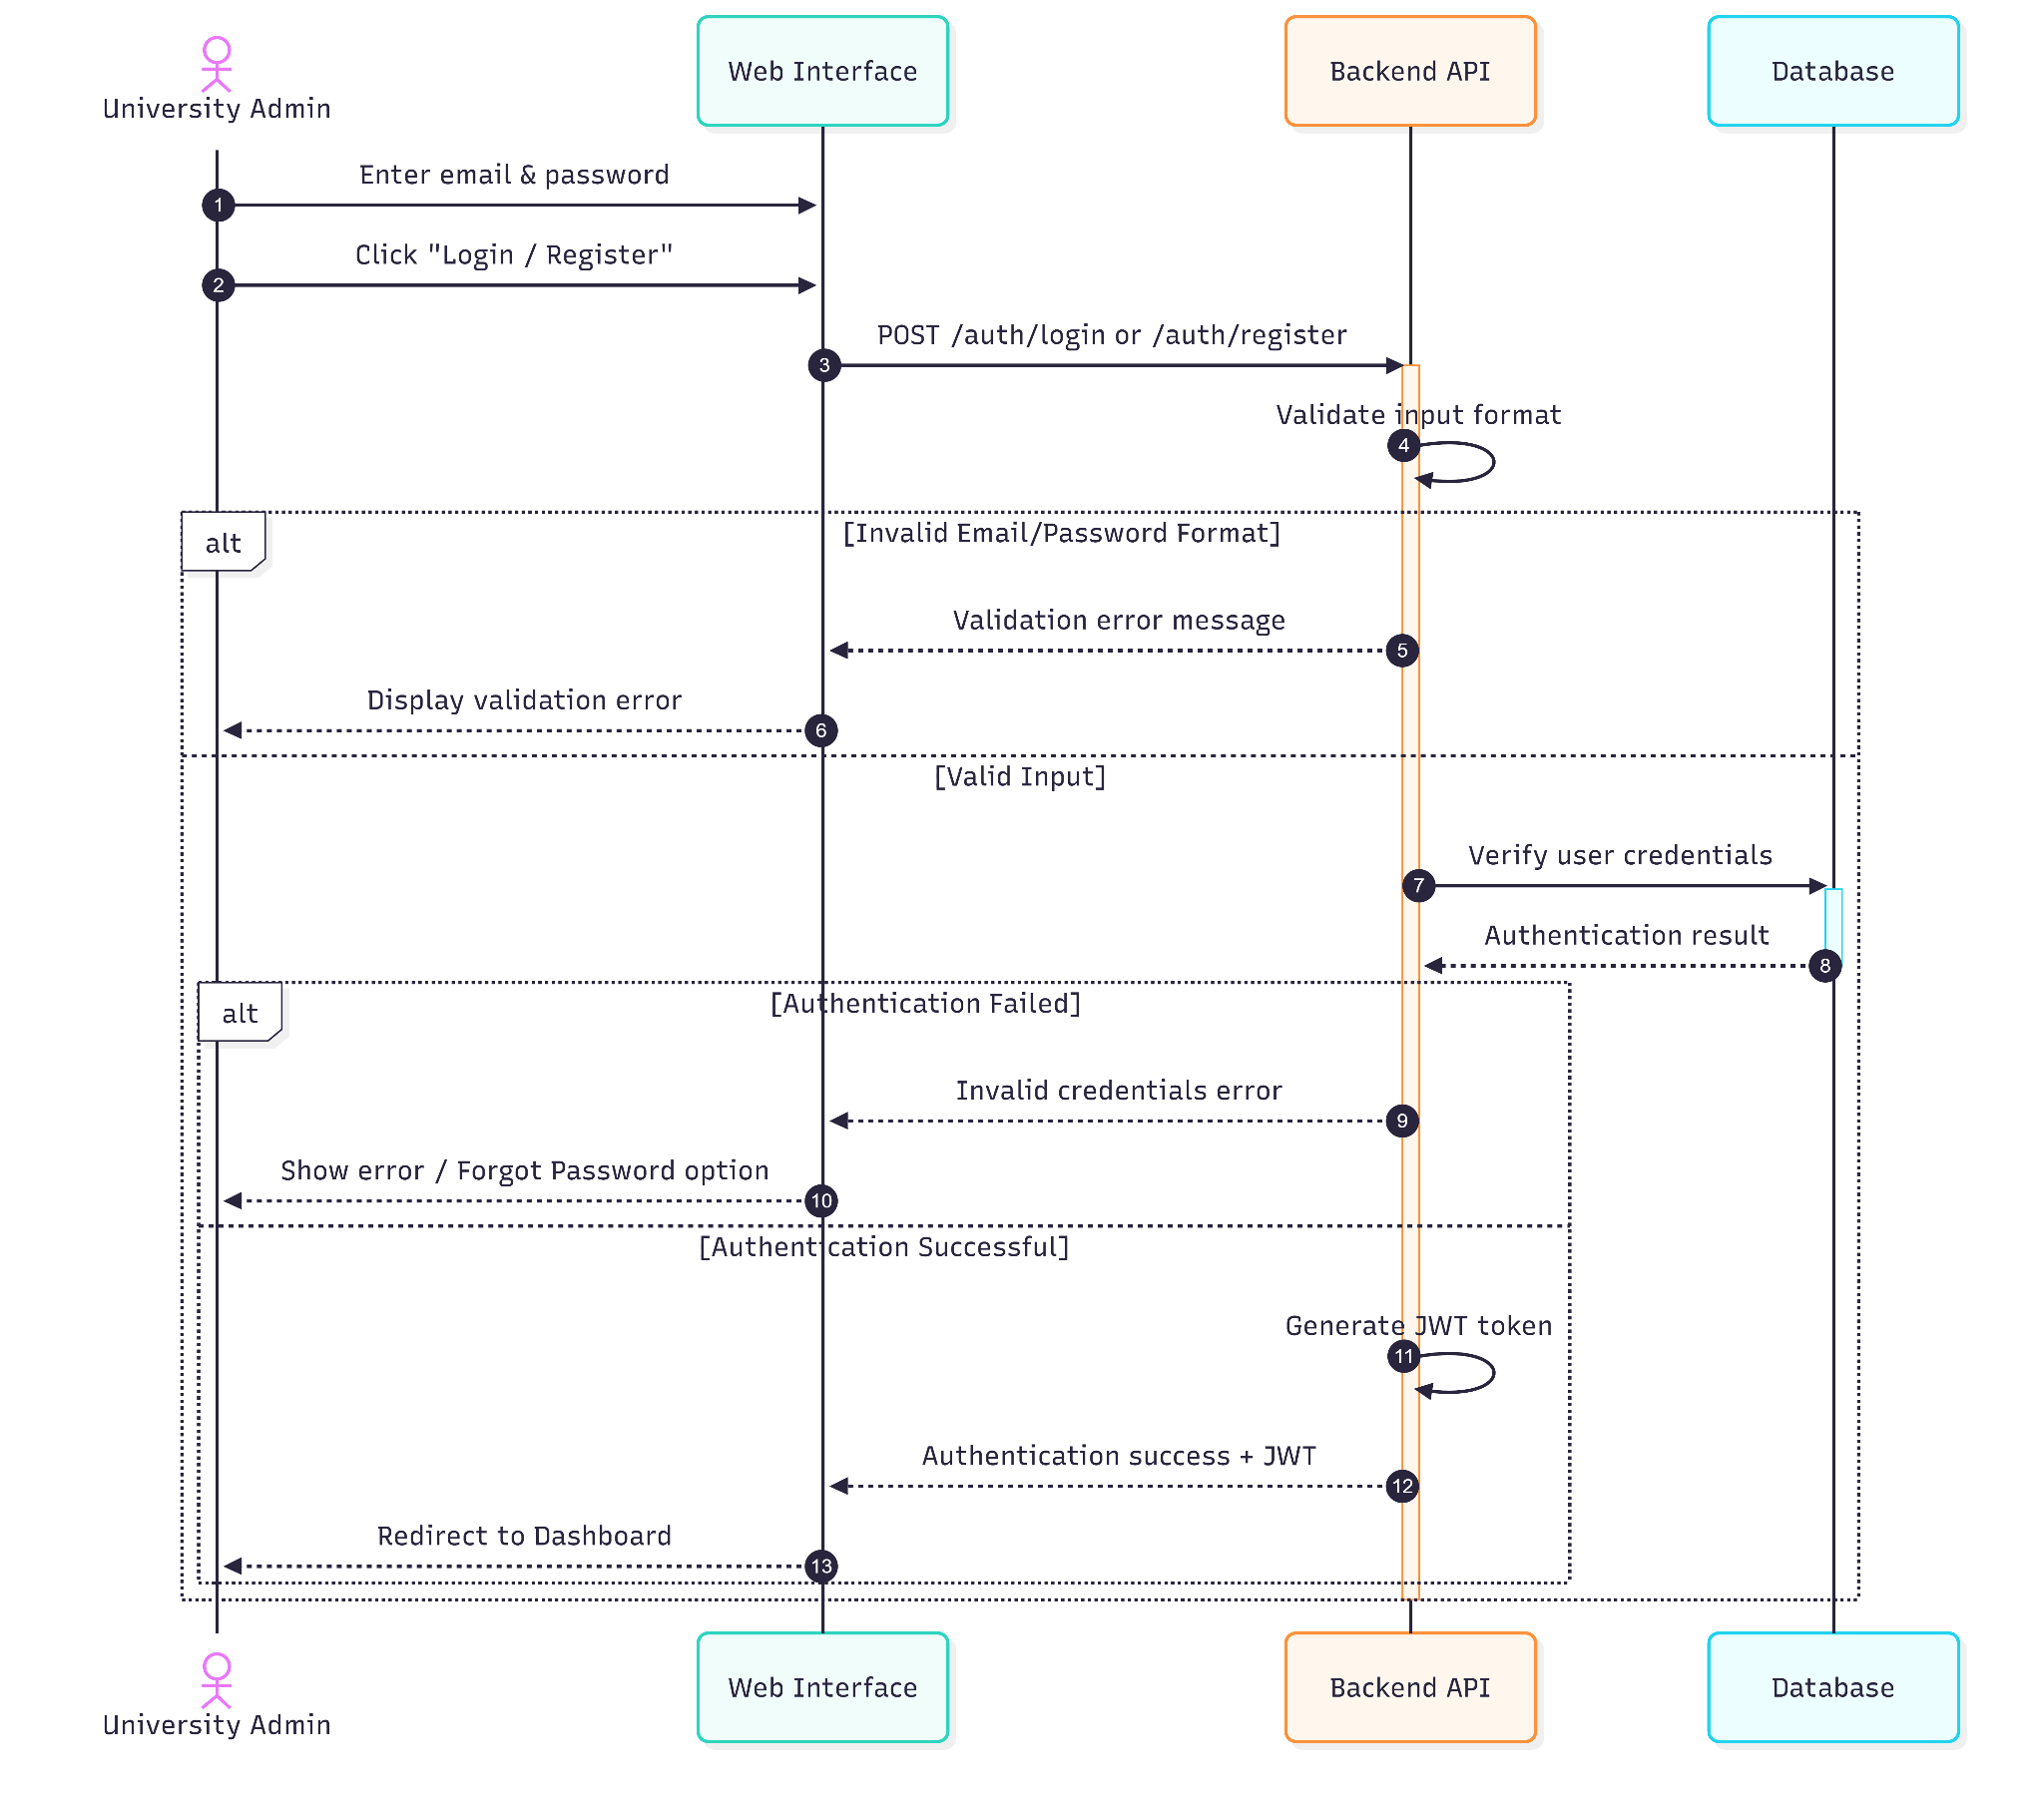 University Admin
Web Interface
Backend API
Database
Enter email & password
1
Click "Login / Register"
2
POST /auth/login or /auth/register
3
Validate input format
4
alt
[Invalid Email/Password Format]
Validation error message
5
Display validation error
6
[Valid Input]
Verify user credentials
7
Authentication result
8
alt
[Authentication Failed]
Invalid credentials error
9
Show error / Forgot Password option
10
[Authentication Successful]
Generate JWT token
11
Authentication success + JWT
12
Redirect to Dashboard
13
University Admin
Web Interface
Backend API
Database